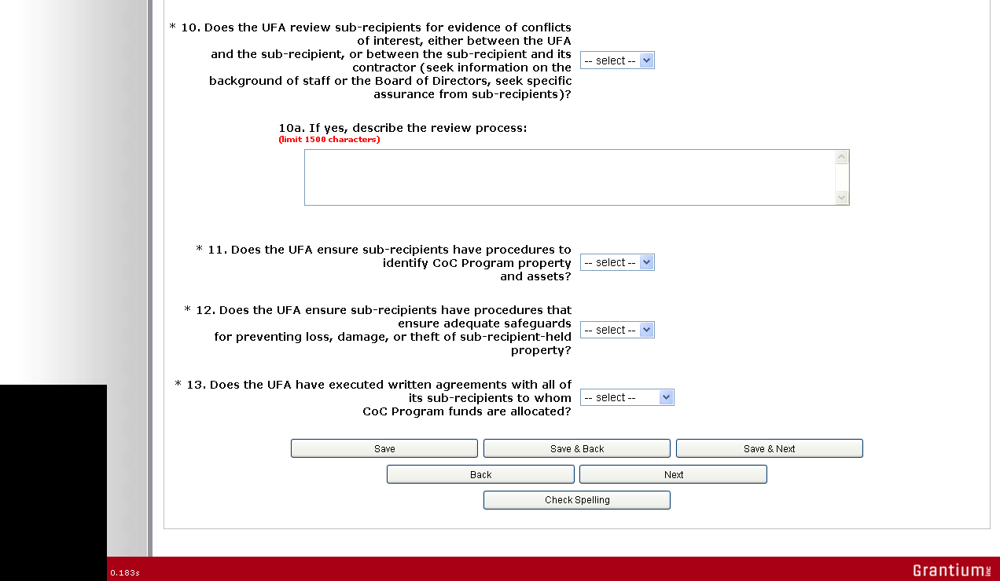 * 10. Does the UFA review sub-recipients for evidence of conflicts
of interest, either between the UFA
and the sub-recipient, or between the sub-recipient and its
contractor (seek information on the
background of staff or the Board of Directors, seek specific
assurance from sub-recipients)?
-- select --
10a. If yes, describe the review process:
(limit 1500 characters)
* 11. Does the UFA ensure sub-recipients have procedures to
identify CoC Program property
and assets?
-- select --
* 12. Does the UFA ensure sub-recipients have procedures that
ensure adequate safeguards
for preventing loss, damage, or theft of sub-recipient-held
property?
-- select --
* 13. Does the UFA have executed written agreements with all of
its sub-recipients to whom
CoC Program funds are allocated?
-- select --
Save Save & Back Save & Next
Back Next
Check Spelling
0.183s Grantium inc